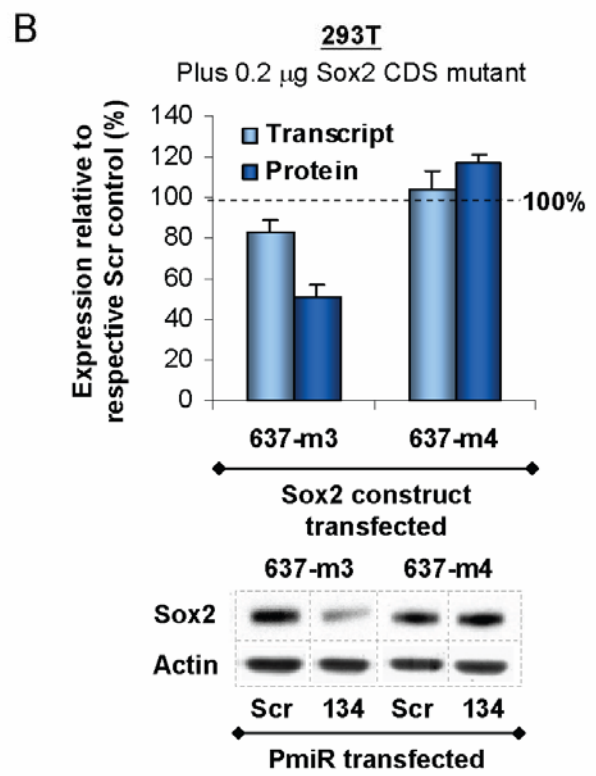 B
293T
Plus 0.2 μg Sox2 CDS mutant
Expression relative to
respective Scr control (%)
140
120
100
80
60
40
20
0
Transcript
Protein
100%
637-m3 637-m4
Sox2 construct
transfected
637-m3 637-m4
Sox2
Actin
Scr 134 Scr 134
PmiR transfected